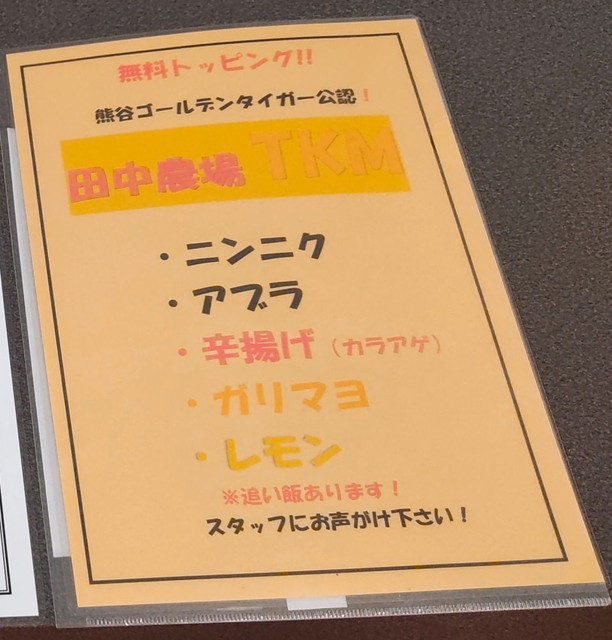 無料トッピング!!
熊谷ゴールデンタイガー公認!
田中農場 TKM
・ニンニク
・アブラ
・辛揚げ（カラアゲ）
・ガリマヨ
・レモン
※追い飯あります！
スタッフにお声がけ下さい！